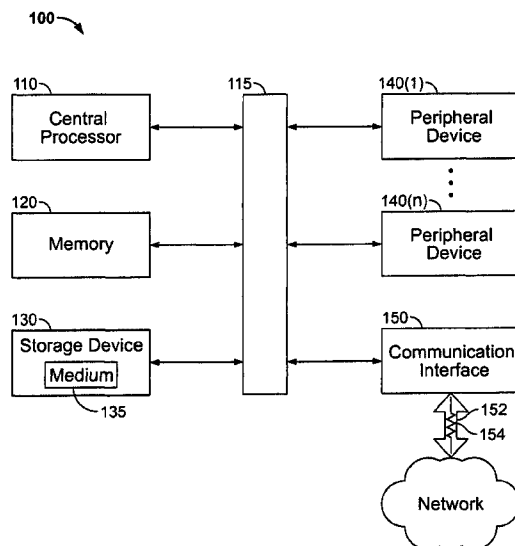 100
110
Central
Processor
115
140(1)
Peripheral
Device
120
Memory
140(n)
Peripheral
Device
130
Storage Device
Medium
135
150
Communication
Interface
152
154
Network